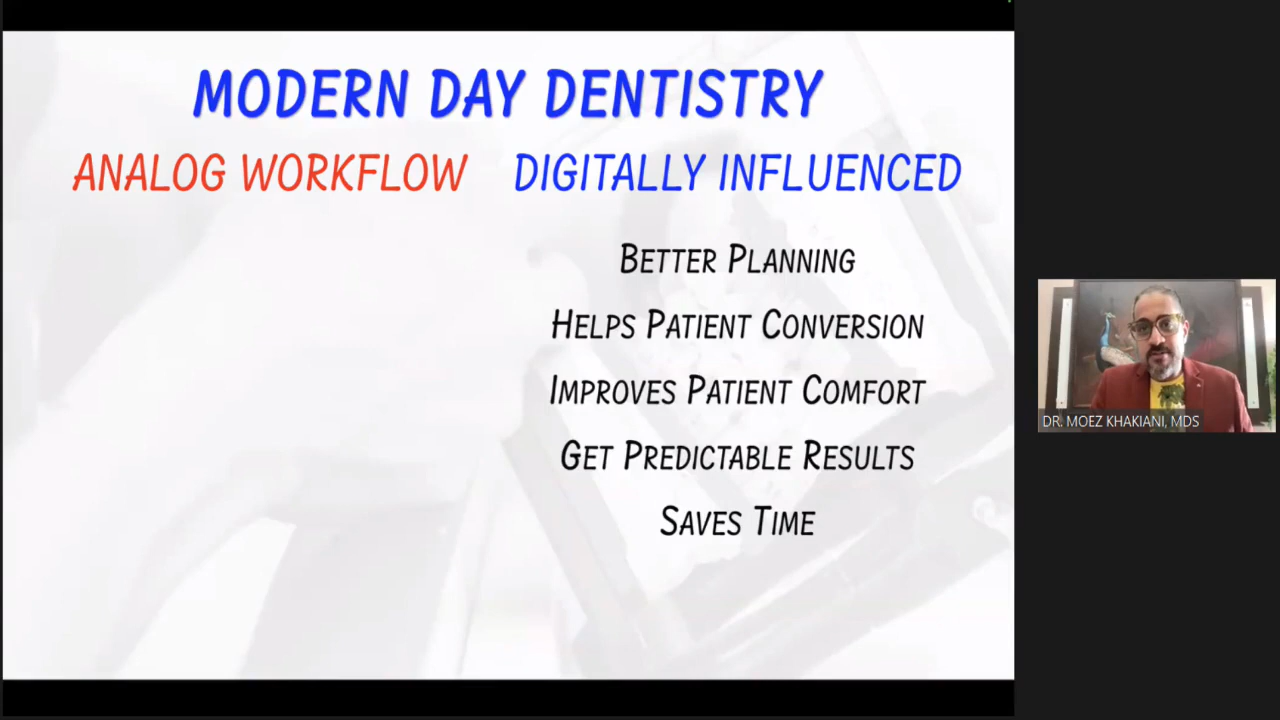 MODERN DAY DENTISTRY
ANALOG WORKFLOW DIGITALLY INFLUENCED
BETTER PLANNING
HELPS PATIENT CONVERSION
IMPROVES PATIENT COMFORT
GET PREDICTABLE RESULTS
SAVES TIME
DR. MOEZ KHAKIANI, MDS